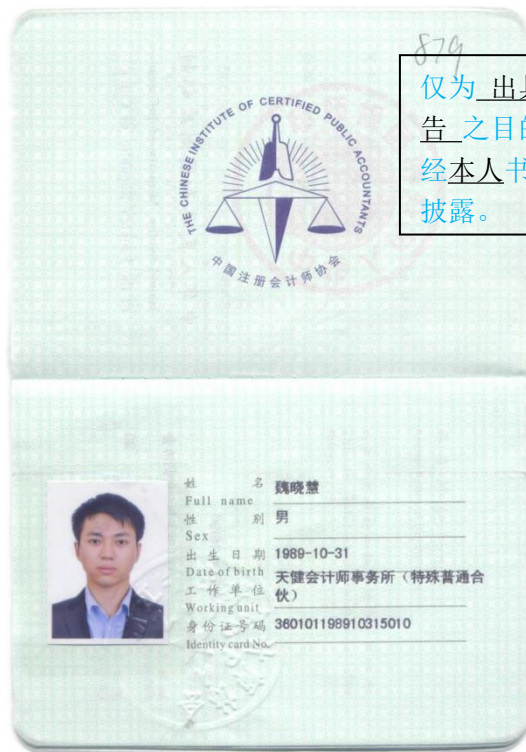 879
仅为 出具
告 之目的
经本人书
披露。
THE CHINESE INSTITUTE OF CERTIFIED PUBLIC ACCOUNTANTS
中国注册会计师协会
姓 名 魏晓慧
Full name
性 别 男
Sex
出生日期 1989-10-31
Date of birth
工作单位 天健会计师事务所（特殊普通合
伙）
Working unit
身份证号码 360101198910315010
Identity card No.